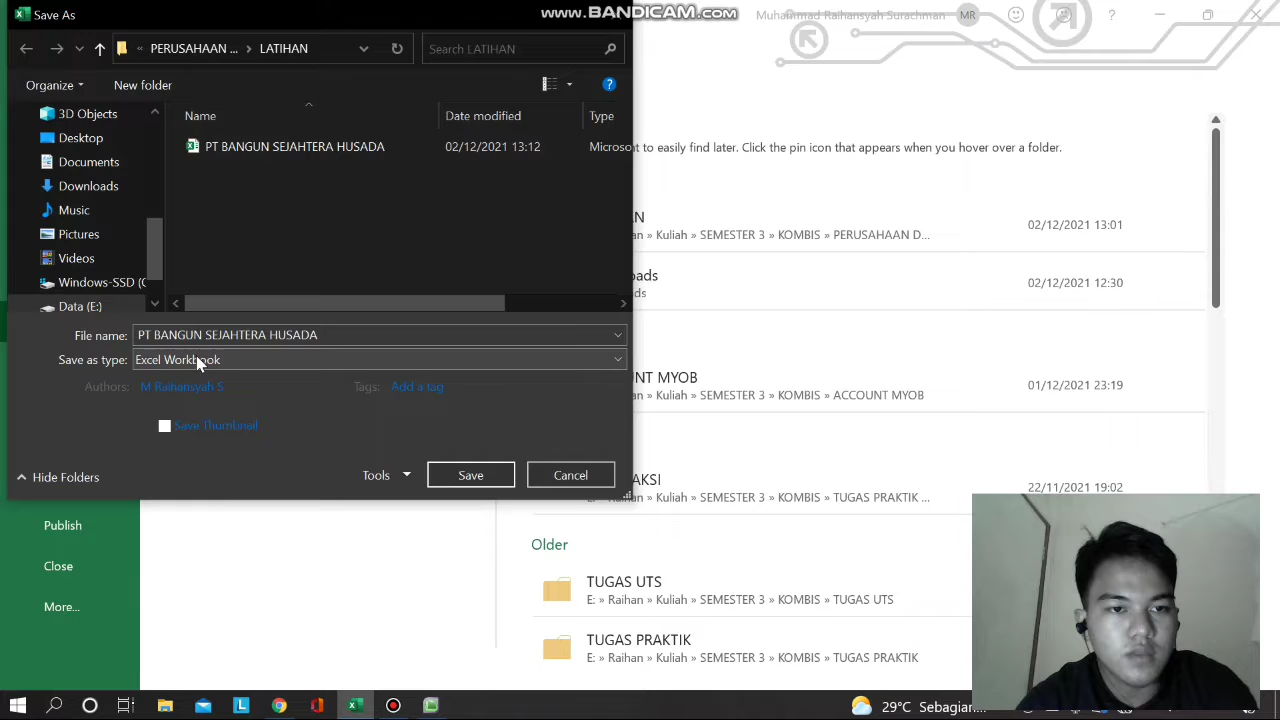 Save As
www.BANDICAM.com
Muhammad Raihansyah Surachman
MR
?
« PERUSAHAAN ... > LATIHAN
Search LATIHAN
Organize
New folder
?
Name
Date modified
Type
3D Objects
Desktop
Documents
Downloads
Music
Pictures
Videos
Windows-SSD (C
Data (E:)
PT BANGUN SEJAHTERA HUSADA
02/12/2021 13:12
Microso
t to easily find later. Click the pin icon that appears when you hover over a folder.
AN
02/12/2021 13:01
an » Kuliah » SEMESTER 3 » KOMBIS » PERUSAHAAN D...
oads
02/12/2021 12:30
ads
File name:
PT BANGUN SEJAHTERA HUSADA
Save as type:
Excel Workbook
Authors:
M Raihansyah S
Tags:
Add a tag
UNT MYOB
01/12/2021 23:19
an » Kuliah » SEMESTER 3 » KOMBIS » ACCOUNT MYOB
Save Thumbnail
Hide Folders
Tools
Save
Cancel
AKSI
22/11/2021 19:02
E: » Raihan » Kuliah » SEMESTER 3 » KOMBIS » TUGAS PRAKTIK ...
Publish
Close
More...
Older
TUGAS UTS
E: » Raihan » Kuliah » SEMESTER 3 » KOMBIS » TUGAS UTS
TUGAS PRAKTIK
E: » Raihan » Kuliah » SEMESTER 3 » KOMBIS » TUGAS PRAKTIK
L
29°C Sebagian...